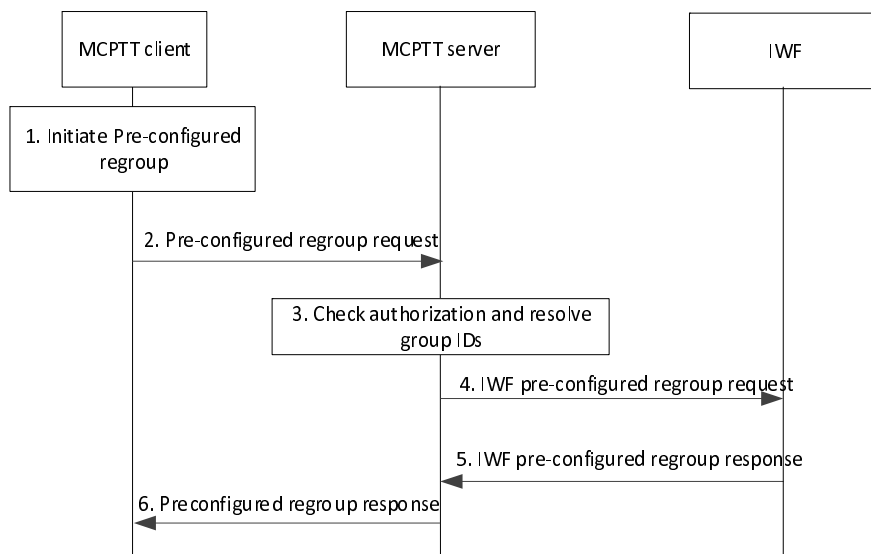 MCPTT client
MCPTT server
IWF
1. Initiate Pre-configured
regroup
2. Pre-configured regroup request
3. Check authorization and resolve
group IDs
4. IWF pre-configured regroup request
5. IWF pre-configured regroup response
6. Preconfigured regroup response